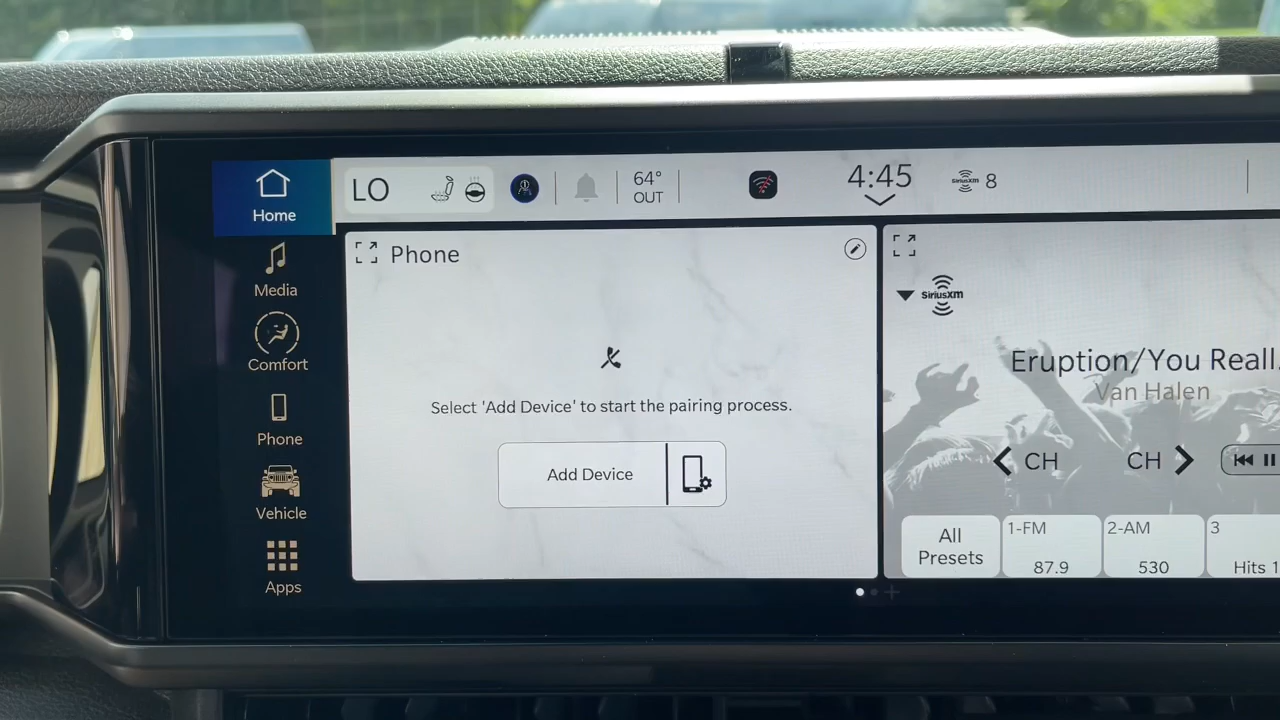 Home
LO
64°
OUT
4:45
SiriusXM
8
Media
Comfort
Phone
Vehicle
Apps
Phone
Select 'Add Device' to start the pairing process.
Add Device
SiriusXM
Eruption/You Reall.
Van Halen
CH
CH
All
Presets
1-FM
87.9
2-AM
530
3
Hits 1